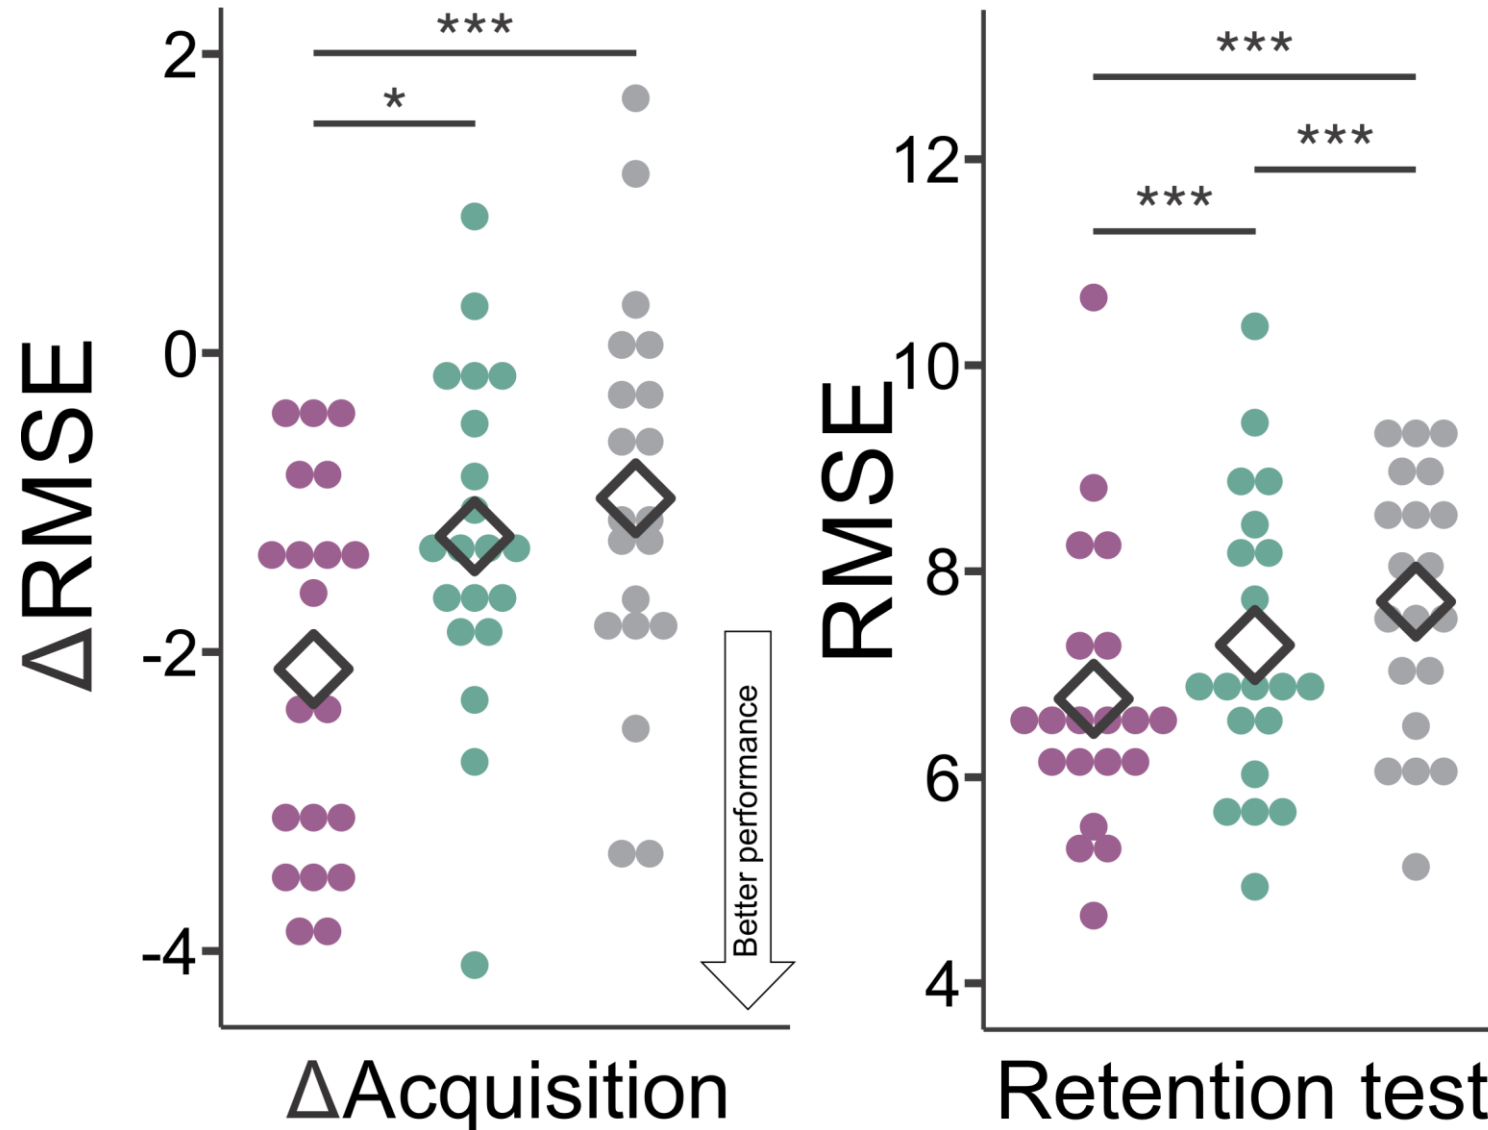 ***
*
2
0
-2
-4
ΔRMSE
Better performance
ΔAcquisition
***
***
***
12
10
8
6
4
RMSE
Retention test